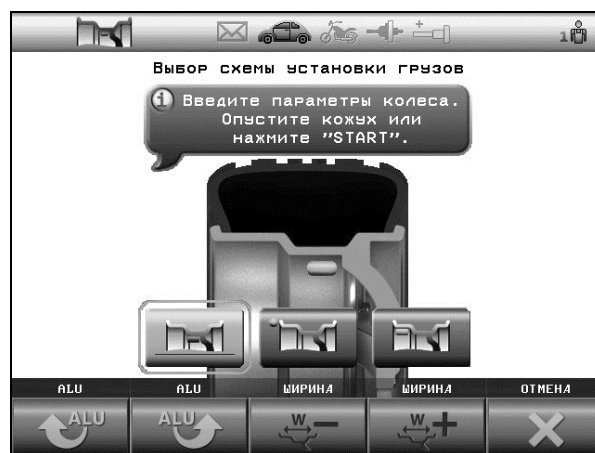 1
Выбор схемы установки грузов
i Введите параметры колеса.
Опустите кожух или
нажмите "START".
ALU ALU ШИРИНА ШИРИНА ОТМЕНА
ALU ALU W W